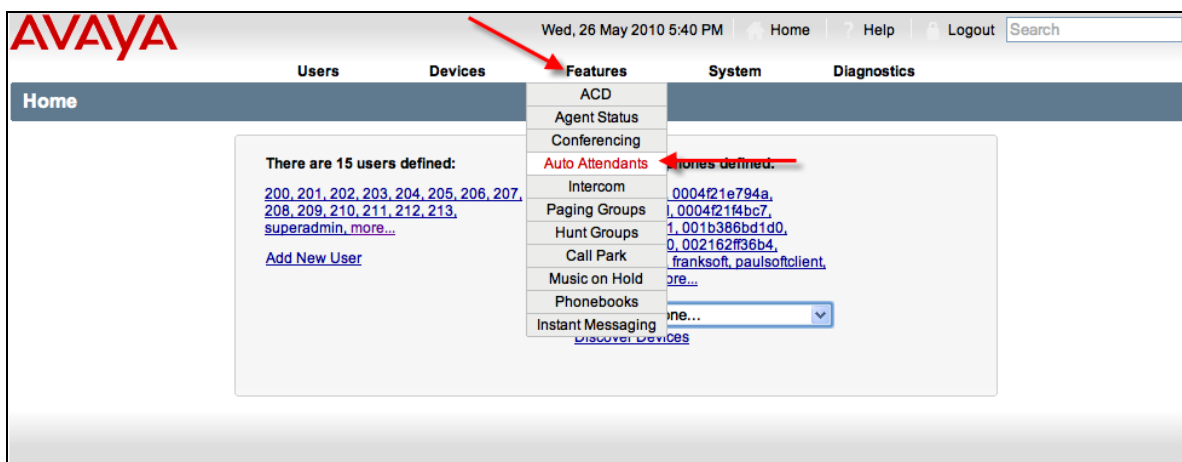 AVAYA
Wed, 26 May 2010 5:40 PM Home ? Help Logout Search
Users Devices Features System Diagnostics
Home
ACD
Agent Status
Conferencing
Auto Attendants
Intercom
Paging Groups
Hunt Groups
Call Park
Music on Hold
Phonebooks
Instant Messaging
There are 15 users defined:
200, 201, 202, 203, 204, 205, 206, 207,
208, 209, 210, 211, 212, 213,
superadmin, more...
Add New User
defined:
0004f21e794a,
0004f21f4bc7,
001b386bd1d0,
002162ff36b4,
franksoft, paulsoftclient,
Discover Devices